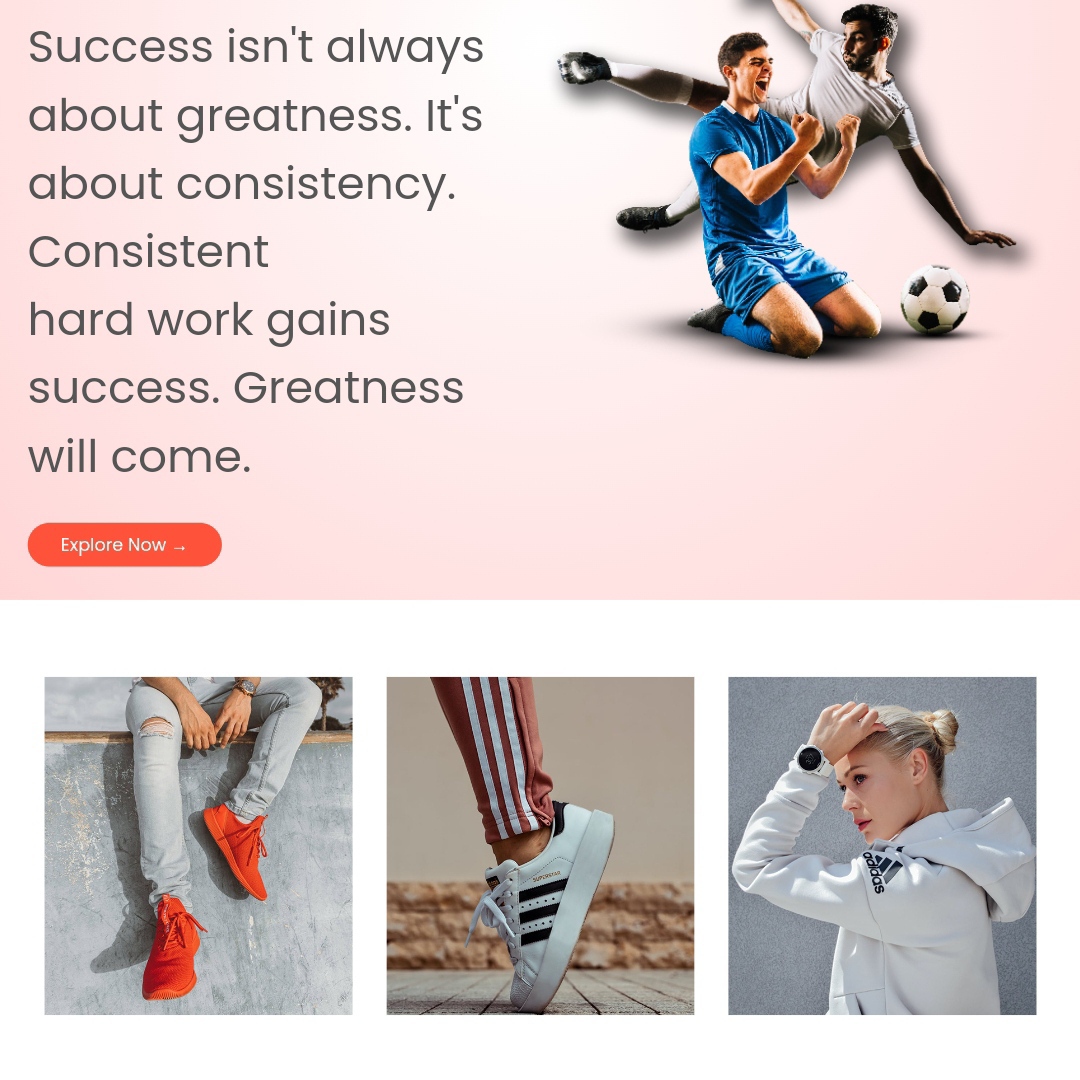 Success isn't always
about greatness. It's
about consistency.
Consistent
hard work gains
success. Greatness
will come.
Explore Now →
SUPERSTAR
adidas